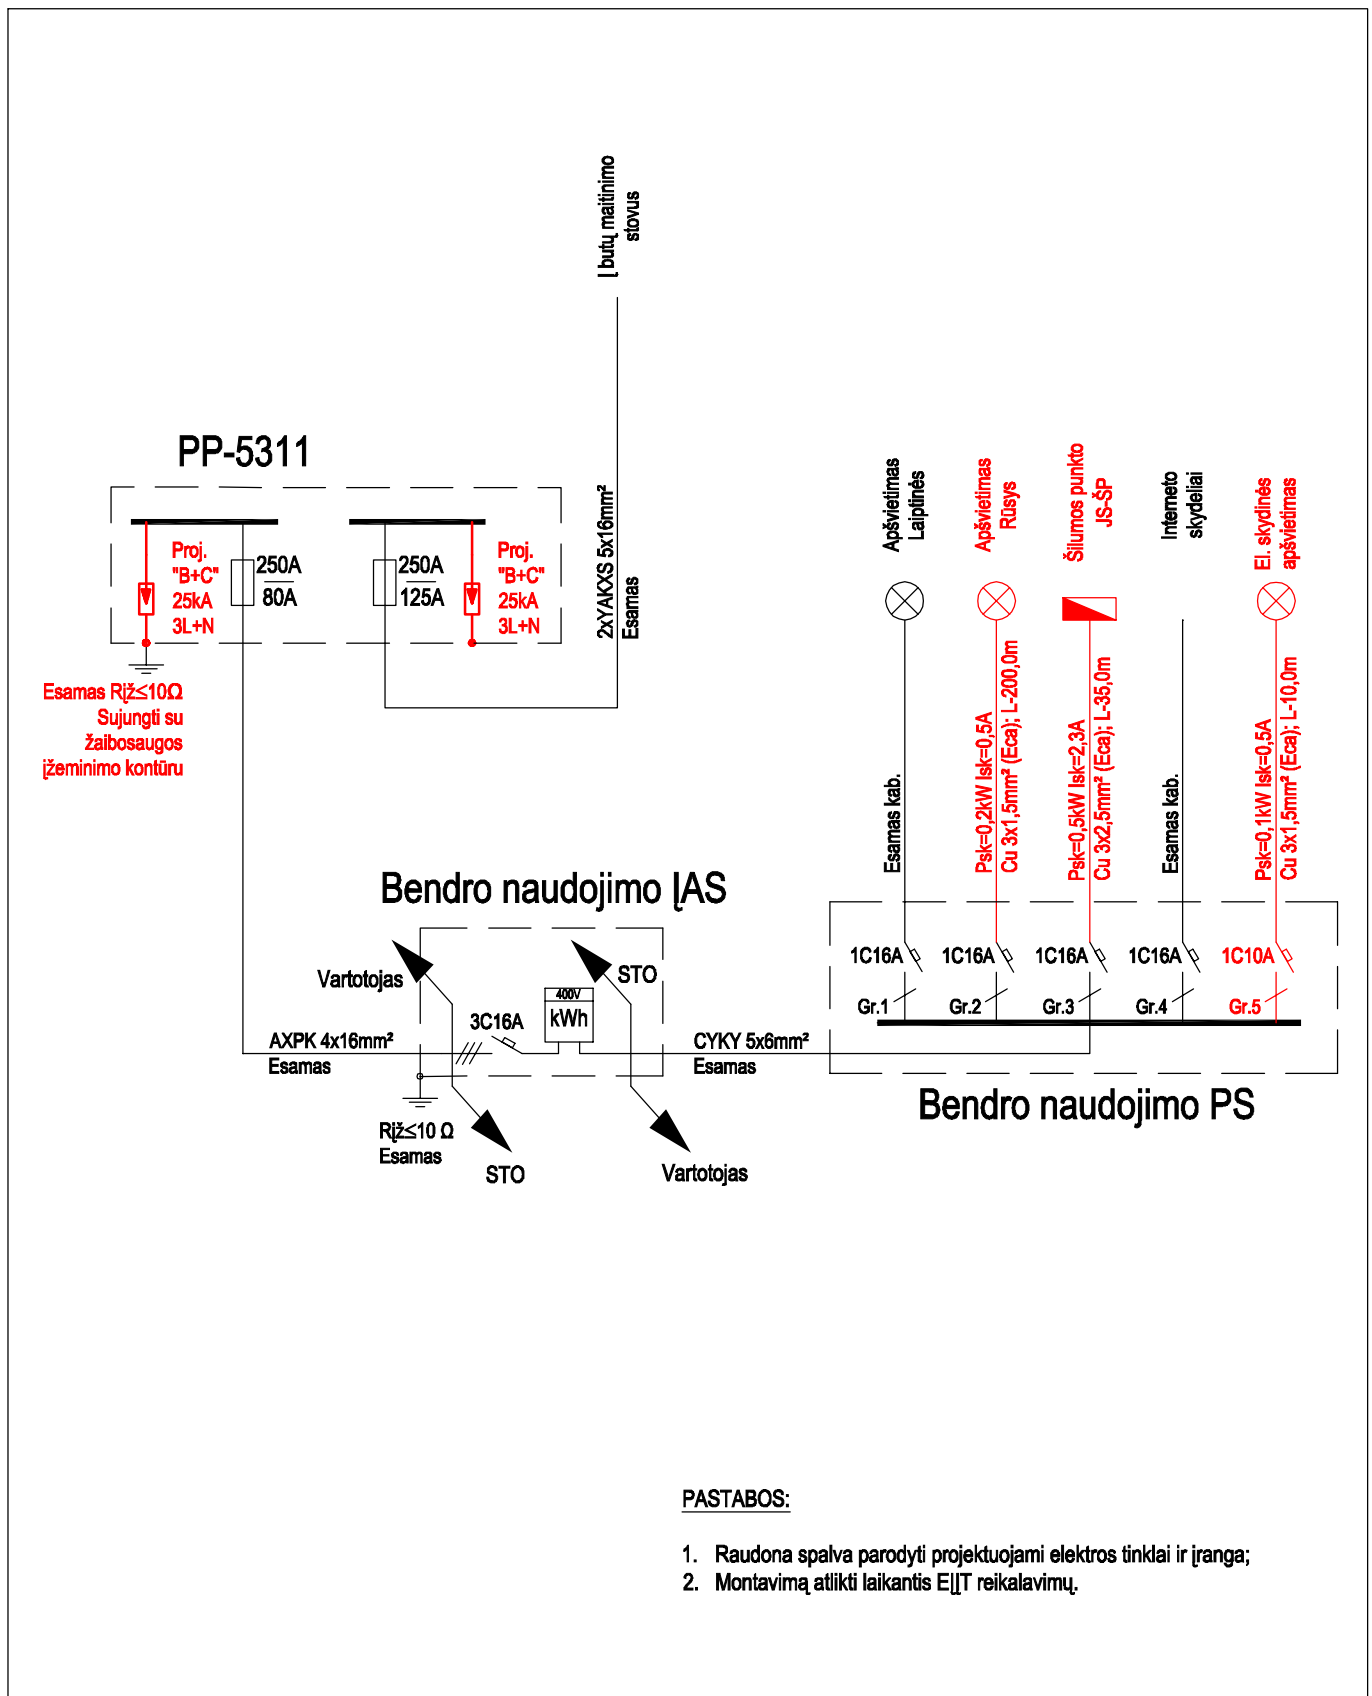 Į butų maitinimo
stovus
PP-5311
Proj.
"B+C"
25kA
3L+N
250A
80A
250A
125A
Proj.
"B+C"
25kA
3L+N
2xYAKXS 5x16mm²
Esamas
Esamas Rįž≤10Ω
Sujungti su
žaibosaugos
įžeminimo kontūru
Apšvietimas
Laiptinės
Apšvietimas
Rūsys
Šilumos punkto
JS-ŠP
Interneto
skydeliai
El. skydinės
apšvietimas
Esamas kab.
Psk=0,2kW Isk=0,5A
Cu 3x1,5mm² (Eca); L-200,0m
Psk=0,5kW Isk=2,3A
Cu 3x2,5mm² (Eca); L-35,0m
Esamas kab.
Psk=0,1kW Isk=0,5A
Cu 3x1,5mm² (Eca); L-10,0m
Bendro naudojimo ĮAS
Vartotojas
STO
400V
kWh
3C16A
AXPK 4x16mm²
Esamas
CYKY 5x6mm²
Esamas
Rįž≤10 Ω
Esamas
STO
Vartotojas
1C16A
1C16A
1C16A
1C16A
1C10A
Gr.1
Gr.2
Gr.3
Gr.4
Gr.5
Bendro naudojimo PS
PASTABOS:
1. Raudona spalva parodyti projektuojami elektros tinklai ir įranga;
2. Montavimą atlikti laikantis EĮĮT reikalavimų.